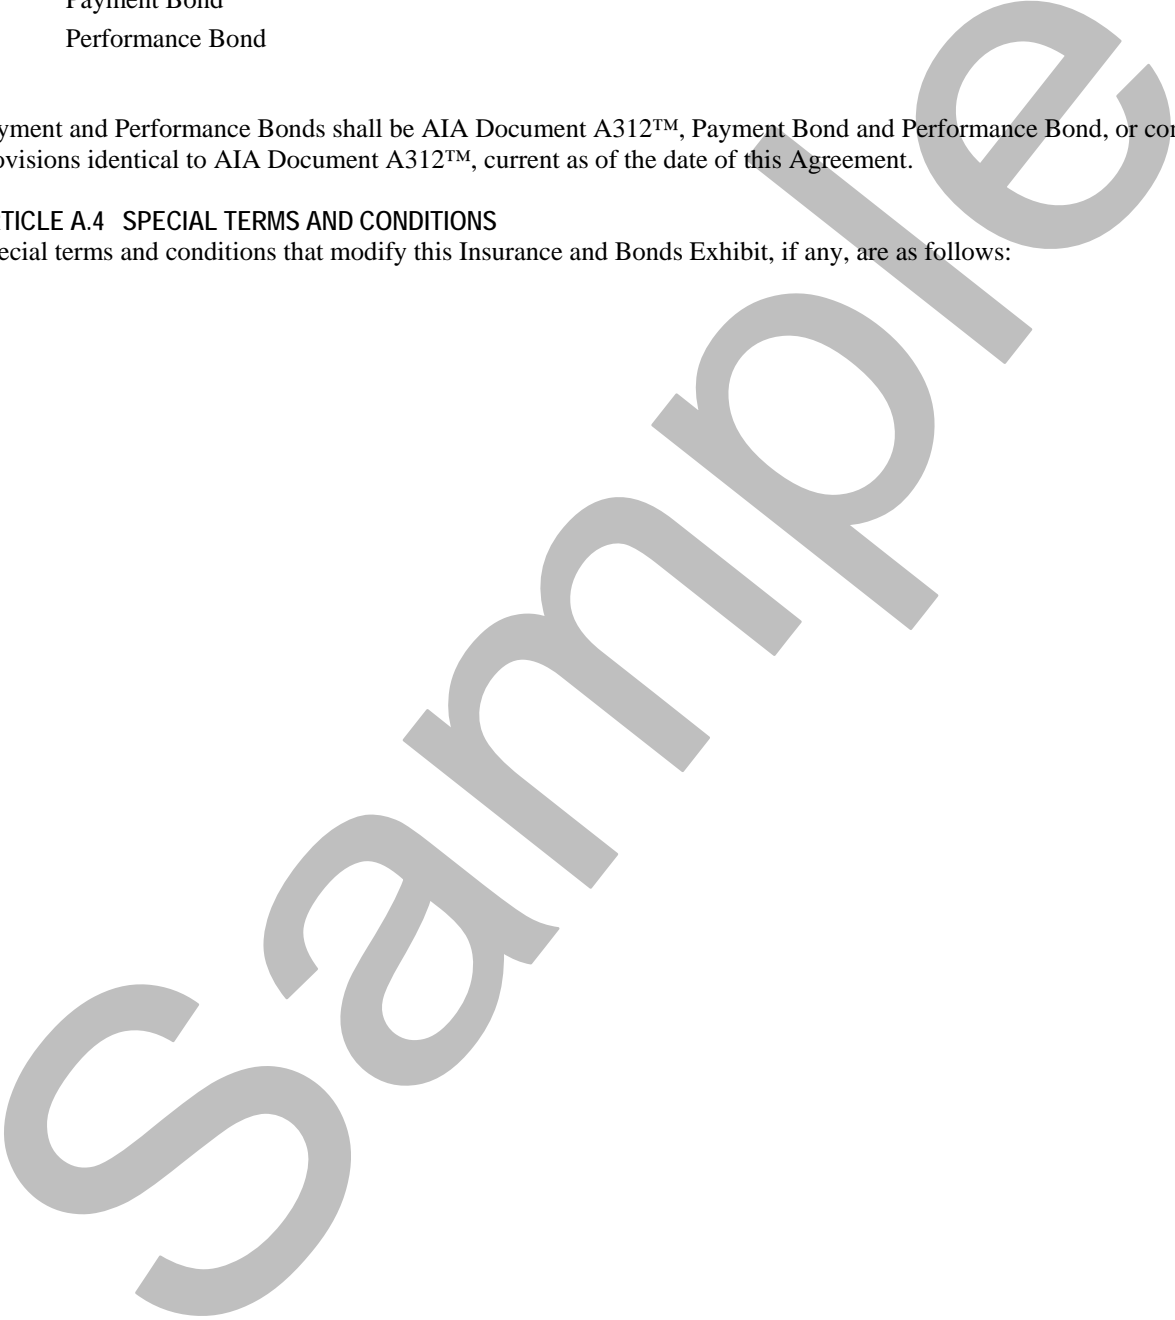 Payment Bond
Performance Bond
yment and Performance Bonds shall be AIA Document A312™, Payment Bond and Performance Bond, or con
ovisions identical to AIA Document A312™, current as of the date of this Agreement.
TICLE A.4 SPECIAL TERMS AND CONDITIONS
ecial terms and conditions that modify this Insurance and Bonds Exhibit, if any, are as follows:
Sample